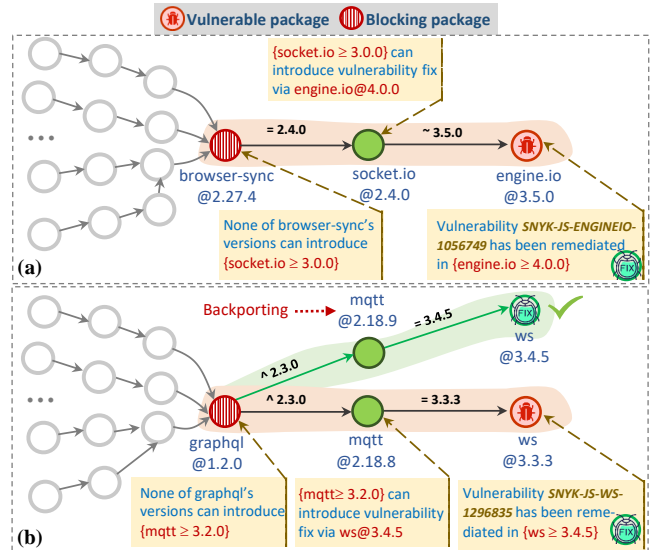 Vulnerable package
Blocking package
{socket.io ≥ 3.0.0} can
introduce vulnerability fix
via engine.io@4.0.0
= 2.4.0
~ 3.5.0
browser-sync
@2.27.4
socket.io
@2.4.0
engine.io
@3.5.0
None of browser-sync's
versions can introduce
{socket.io ≥ 3.0.0}
Vulnerability SNYK-JS-ENGINEIO-
1056749 has been remediated
in {engine.io ≥ 4.0.0}
FIX
(a)
Backporting
mqtt
@2.18.9
= 3.4.5
FIX
ws
@3.4.5
^ 2.3.0
^ 2.3.0
= 3.3.3
graphql
@1.2.0
mqtt
@2.18.8
ws
@3.3.3
None of graphql's
versions can introduce
{mqtt ≥ 3.2.0}
{mqtt≥ 3.2.0} can
introduce vulnerability
fix via ws@3.4.5
Vulnerability SNYK-JS-WS-
1296835 has been reme-
diated in {ws ≥ 3.4.5}
FIX
(b)